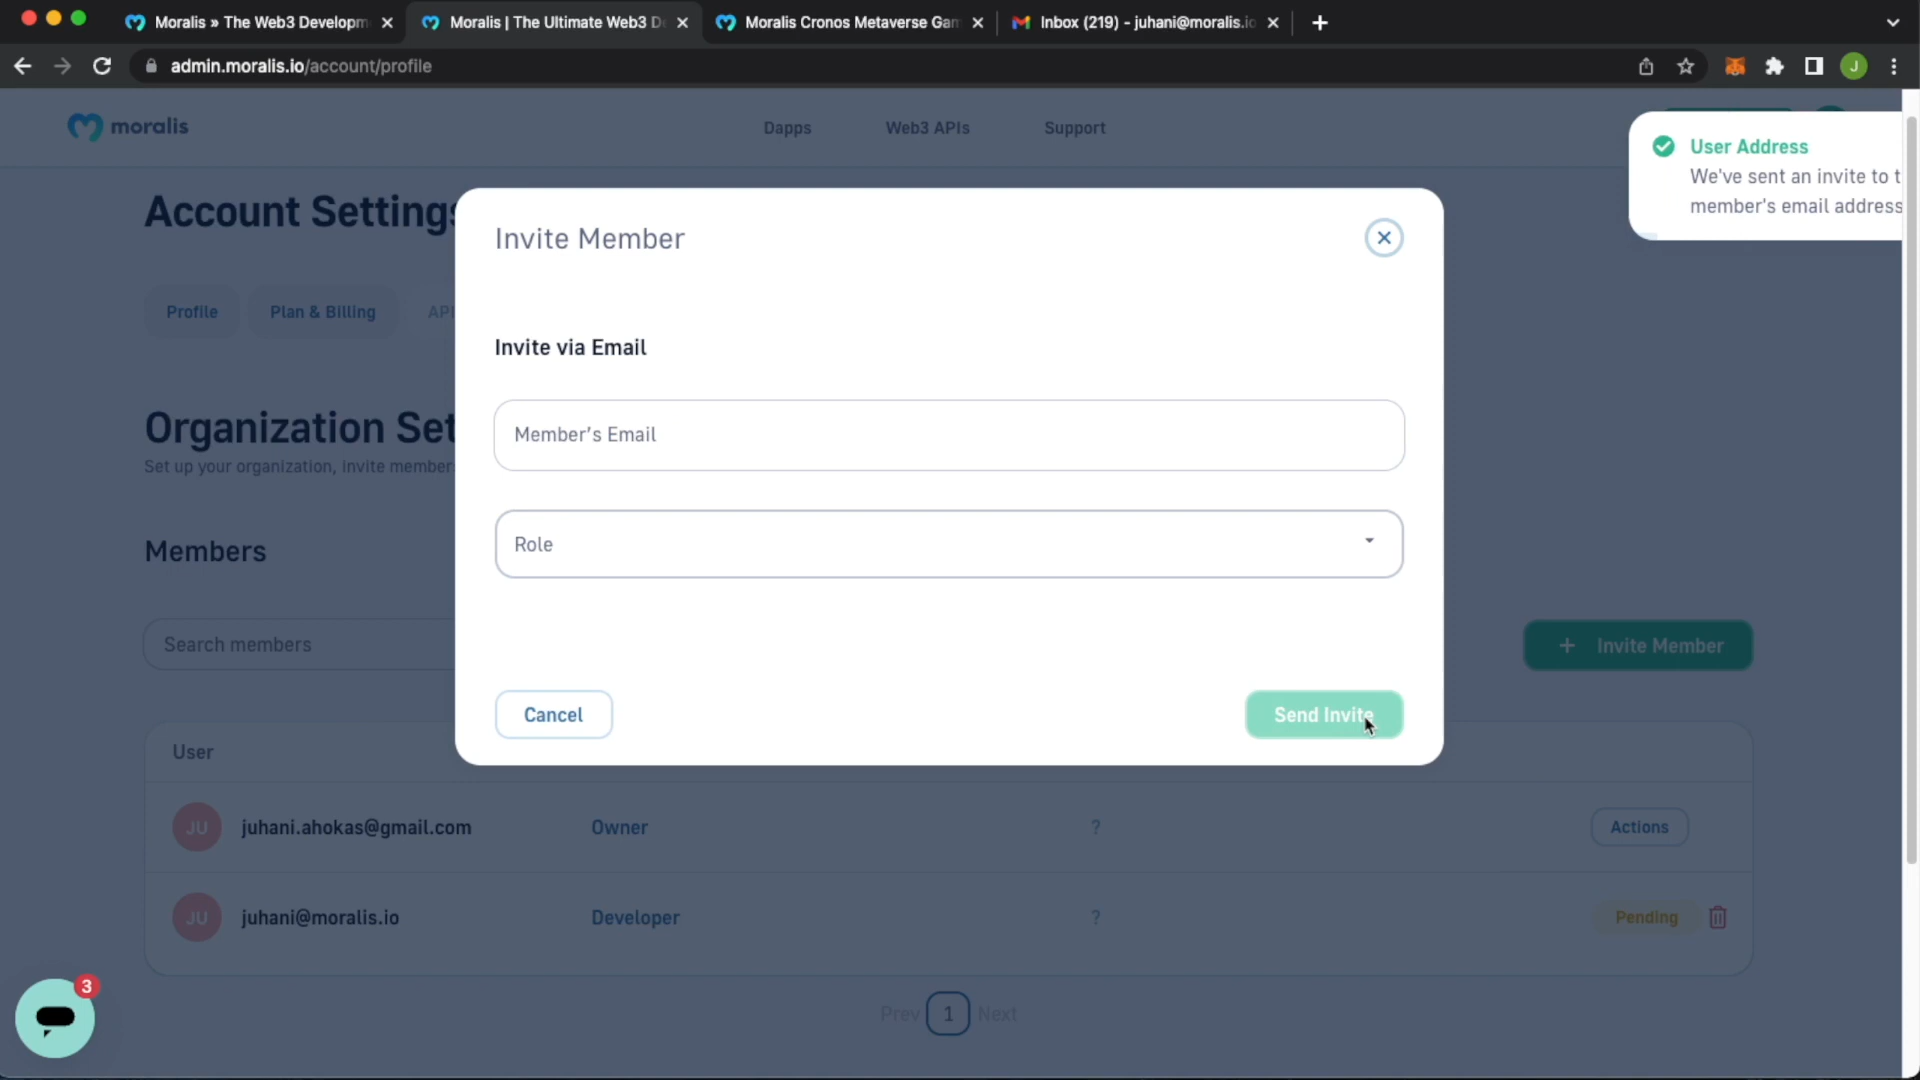 Moralis » The Web3 Developm
Moralis | The Ultimate Web3 D
Moralis Cronos Metaverse Gam
Inbox (219) - juhani@moralis.io
admin.moralis.io/account/profile
J
moralis
Dapps
Web3 APIs
Support
User Address
We've sent an invite to t
member's email address
Account Settings
Invite Member
Profile
Plan & Billing
API
Invite via Email
Organization Set
Set up your organization, invite member
Member's Email
Role
Members
Search members
+ Invite Member
Cancel
Send Invite
User
JU juhani.ahokas@gmail.com Owner ? Actions
JU juhani@moralis.io Developer ? Pending
3
Prev 1 Next